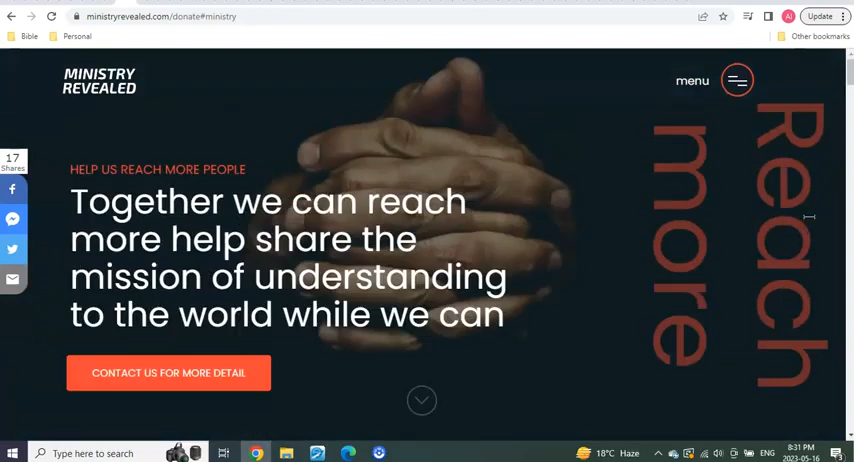 ministryrevealed.com/donate#ministry
AI
Update
Bible
Personal
Other bookmarks
MINISTRY
REVEALED
menu
17
Shares
HELP US REACH MORE PEOPLE
Together we can reach
more help share the
mission of understanding
to the world while we can
CONTACT US FOR MORE DETAIL
Reach
more
Type here to search
18°C Haze
ENG
8:31 PM
2023-05-16
3